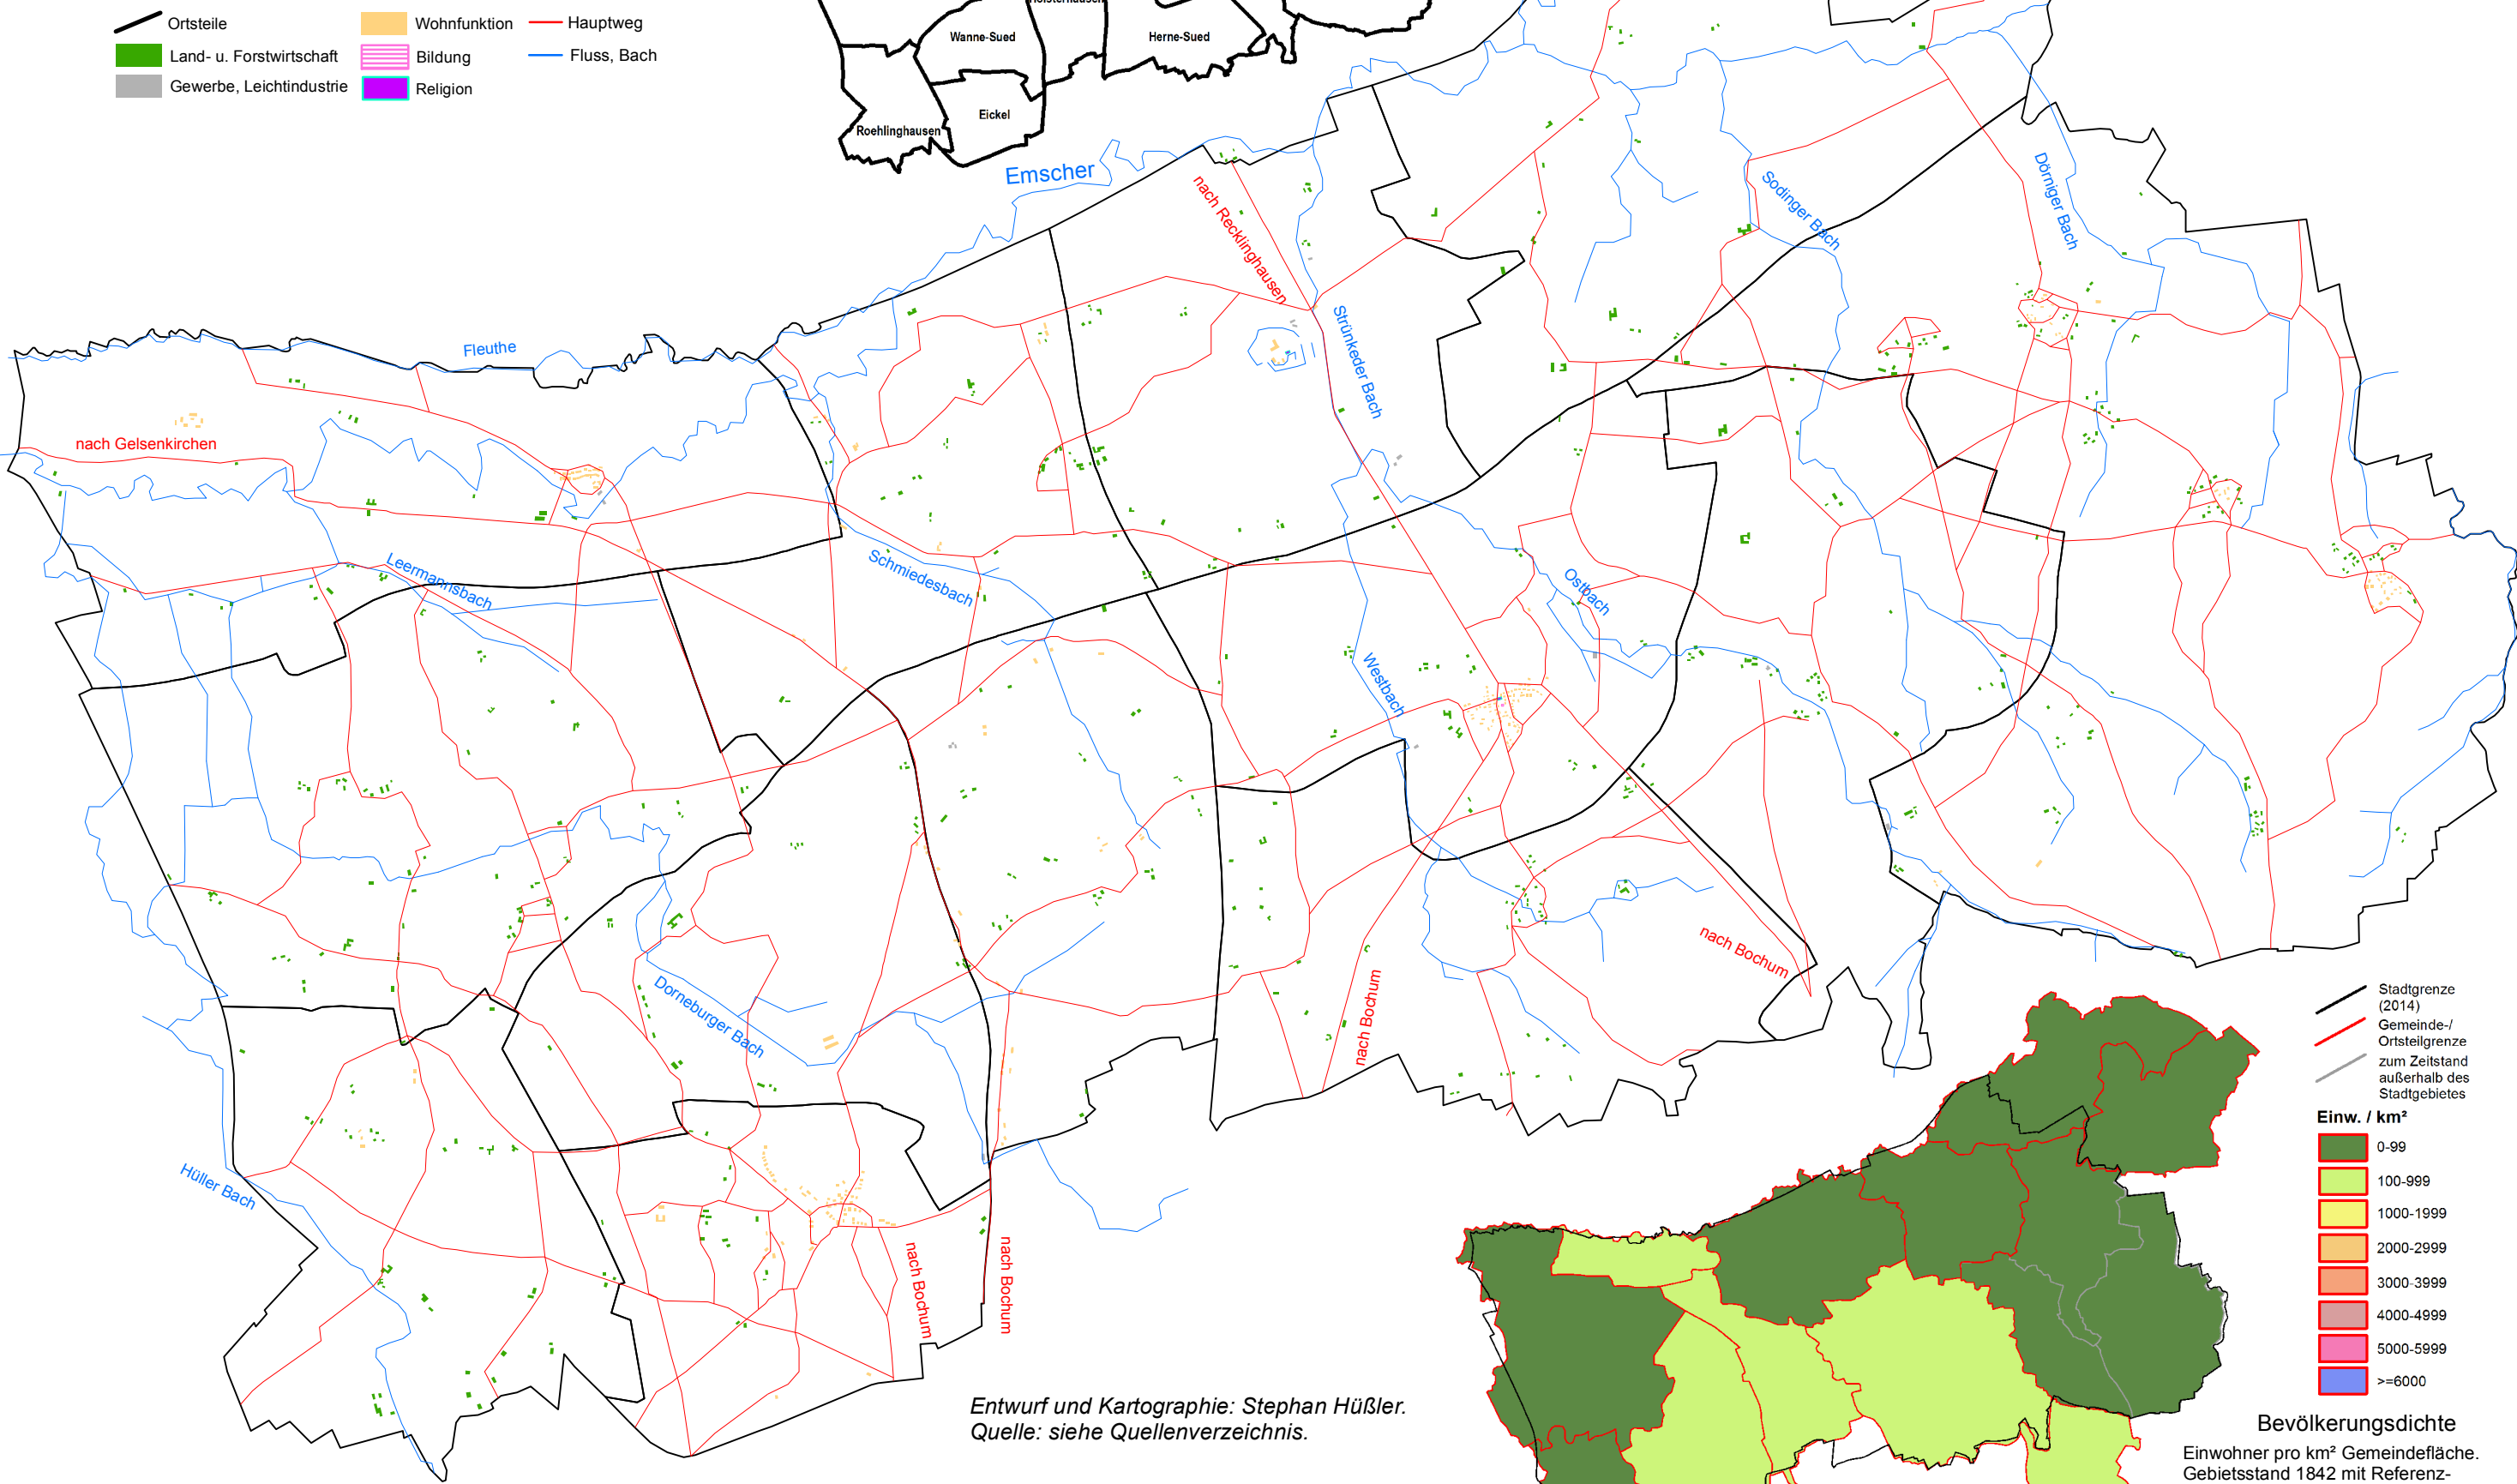 Ortsteile
Land- u. Forstwirtschaft
Gewerbe, Leichtindustrie
Wohnfunktion
Bildung
Religion
Hauptweg
Fluss, Bach
Wanne-Sued
Herne-Sued
Eickel
Roehlinghausen
Emscher
nach Recklinghausen
Sodinger Bach
Dörniger Bach
Strünkeder Bach
Fleuthe
nach Gelsenkirchen
Leermannsbach
Schmiedesbach
Ostbach
Westbach
Dorneburger Bach
nach Bochum
nach Bochum
Hüller Bach
nach Bochum
nach Bochum
Entwurf und Kartographie: Stephan Hüßler.
Quelle: siehe Quellenverzeichnis.
Stadtgrenze
(2014)
Gemeinde-/
Ortsteilgrenze
zum Zeitstand
außerhalb des
Stadtgebietes
Einw. / km²
0-99
100-999
1000-1999
2000-2999
3000-3999
4000-4999
5000-5999
>=6000
Bevölkerungsdichte
Einwohner pro km² Gemeindefläche.
Gebietsstand 1842 mit Referenz-